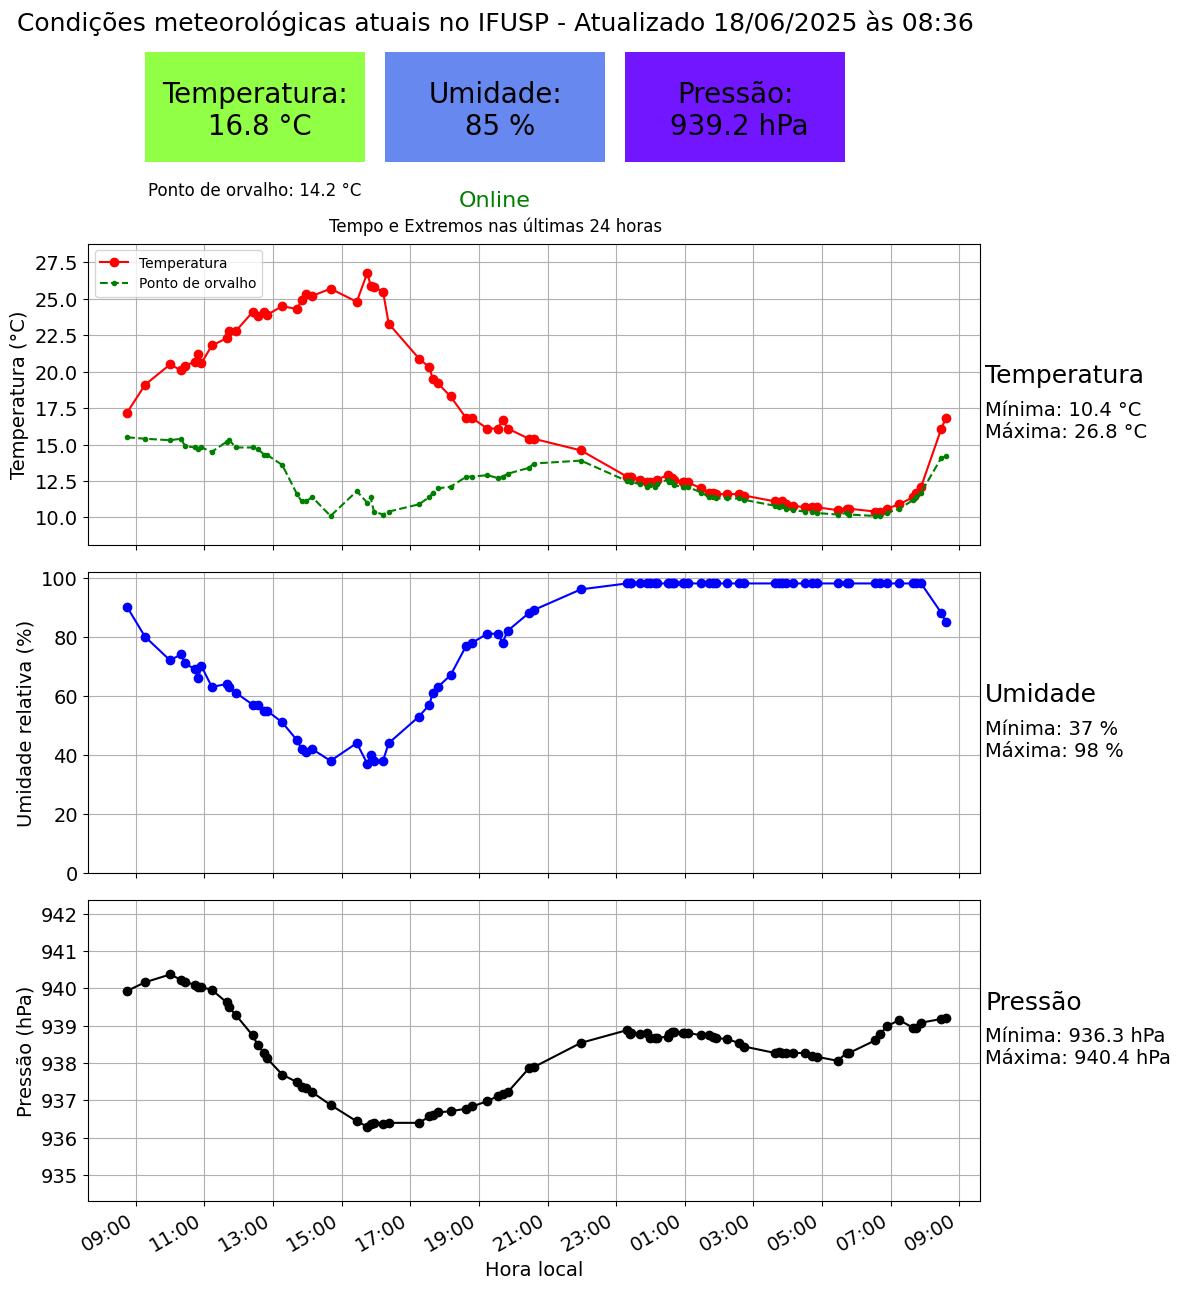 Condições meteorológicas atuais no IFUSP - Atualizado 18/06/2025 às 08:36
Temperatura:
16.8 °C
Umidade:
85 %
Pressão:
939.2 hPa
Ponto de orvalho: 14.2 °C
Online
Tempo e Extremos nas últimas 24 horas
Temperatura (°C)
27.5
25.0
22.5
20.0
17.5
15.0
12.5
10.0
Temperatura
Ponto de orvalho
Temperatura
Mínima: 10.4 °C
Máxima: 26.8 °C
Umidade relativa (%)
100
80
60
40
20
0
Umidade
Mínima: 37 %
Máxima: 98 %
Pressão (hPa)
942
941
940
939
938
937
936
935
Pressão
Mínima: 936.3 hPa
Máxima: 940.4 hPa
09:00
11:00
13:00
15:00
17:00
19:00
21:00
23:00
01:00
03:00
05:00
07:00
09:00
Hora local